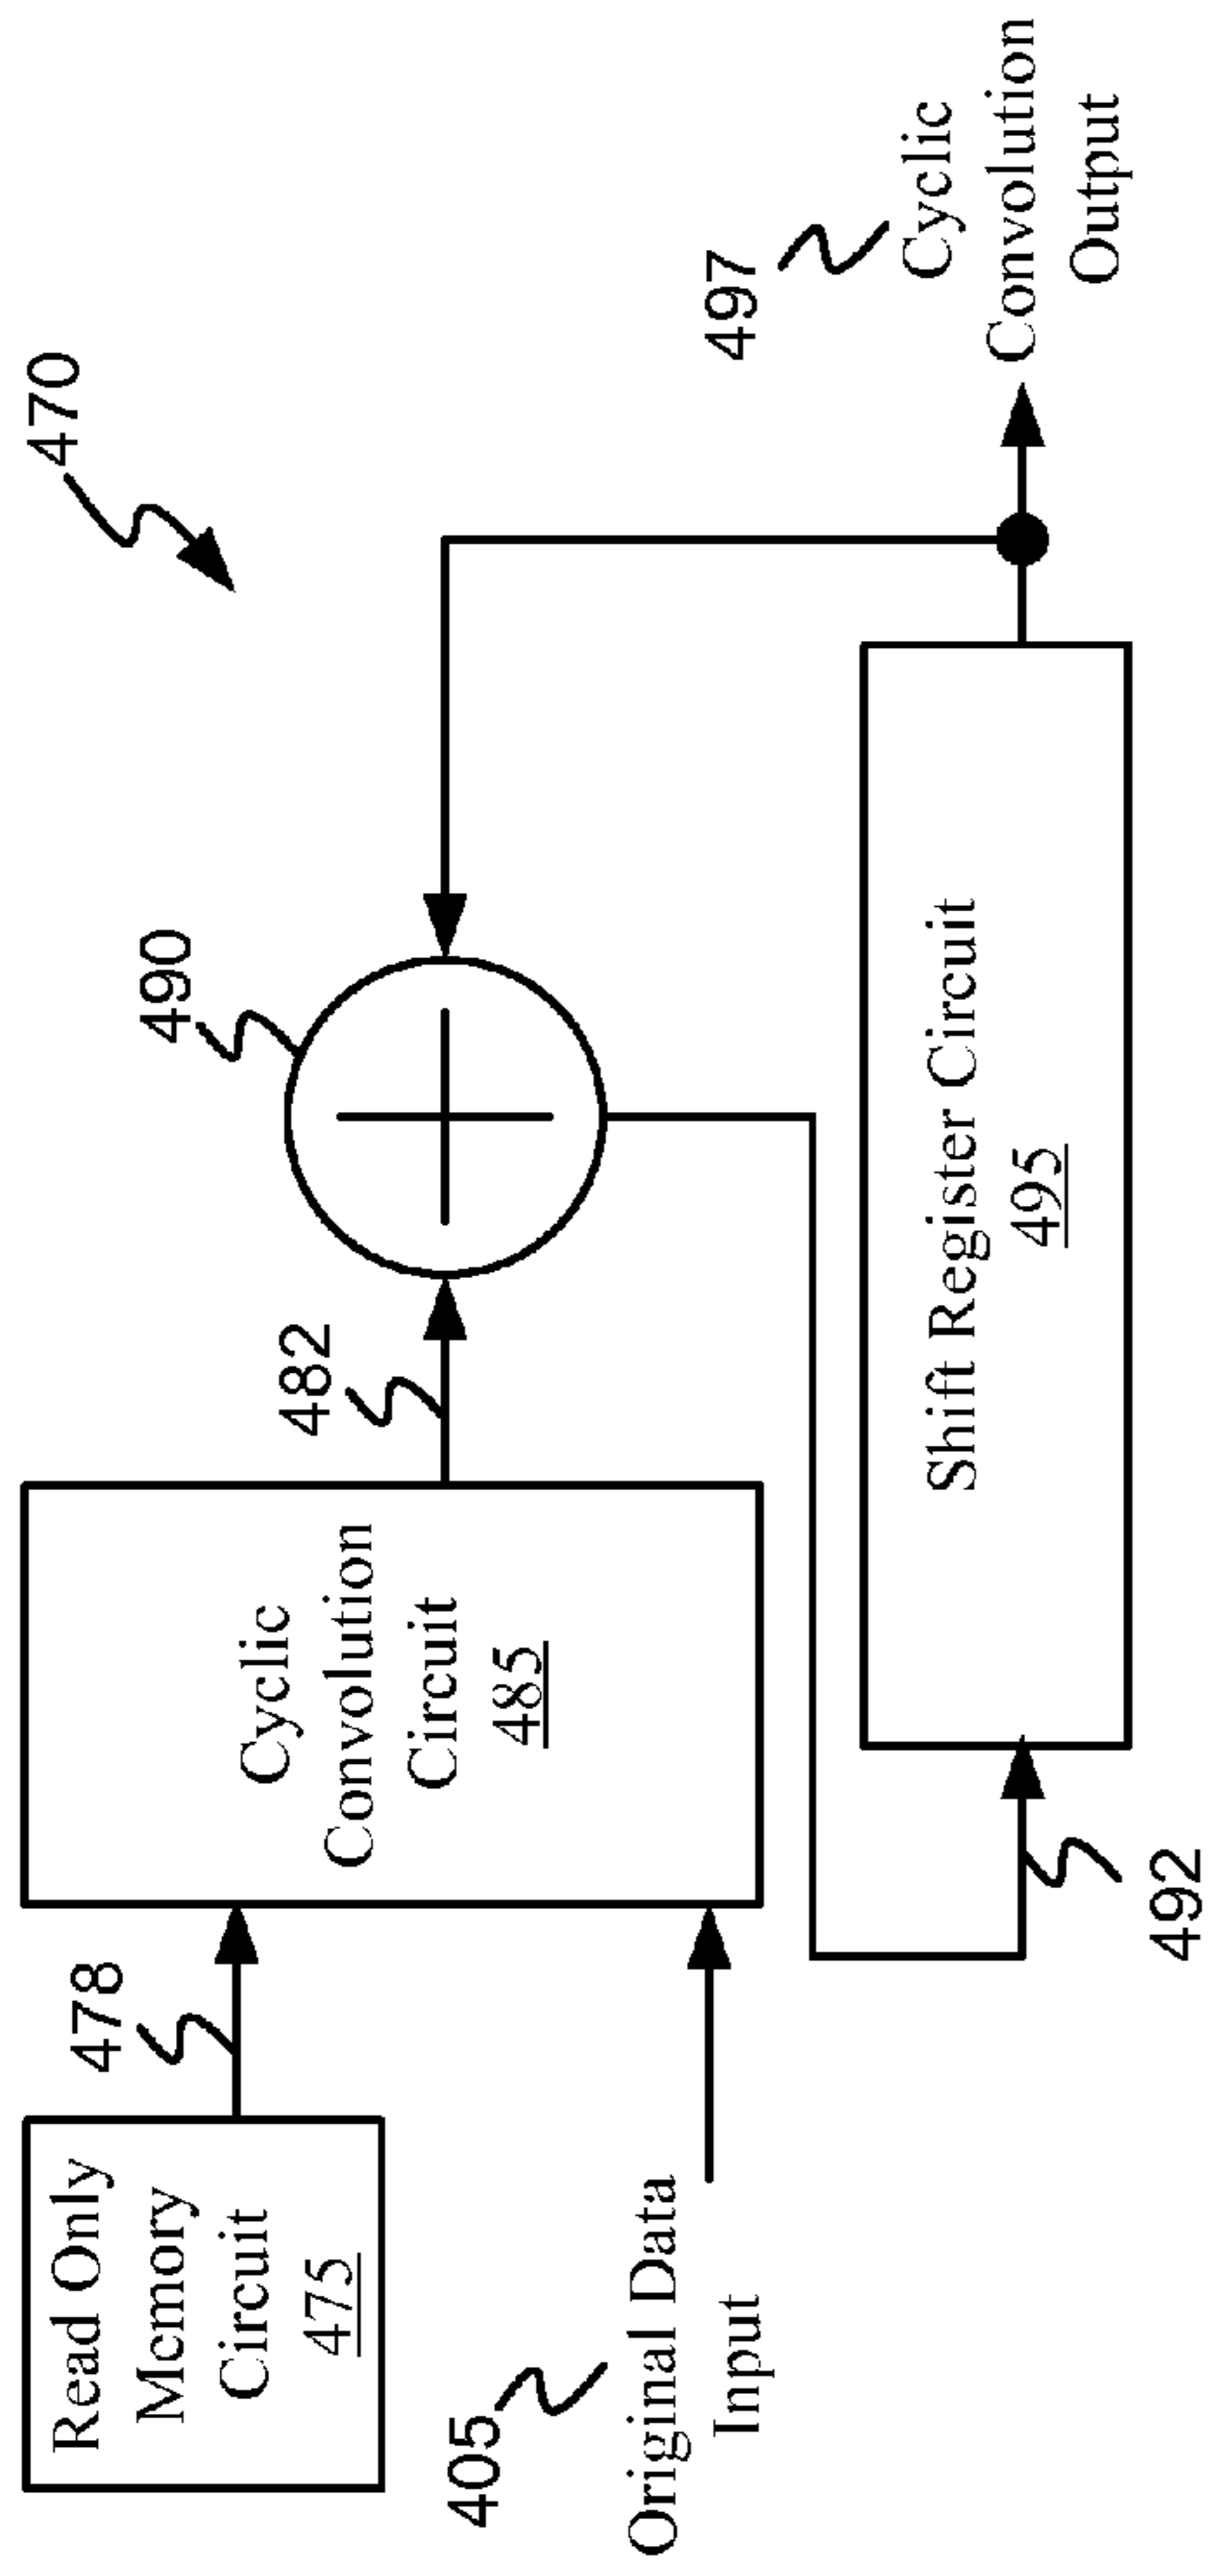 470
Read Only
Memory
Circuit
475
478
Cyclic
Convolution
Circuit
485
482
490
497
Cyclic
Convolution
Output
405
Original Data
Input
492
Shift Register Circuit
495